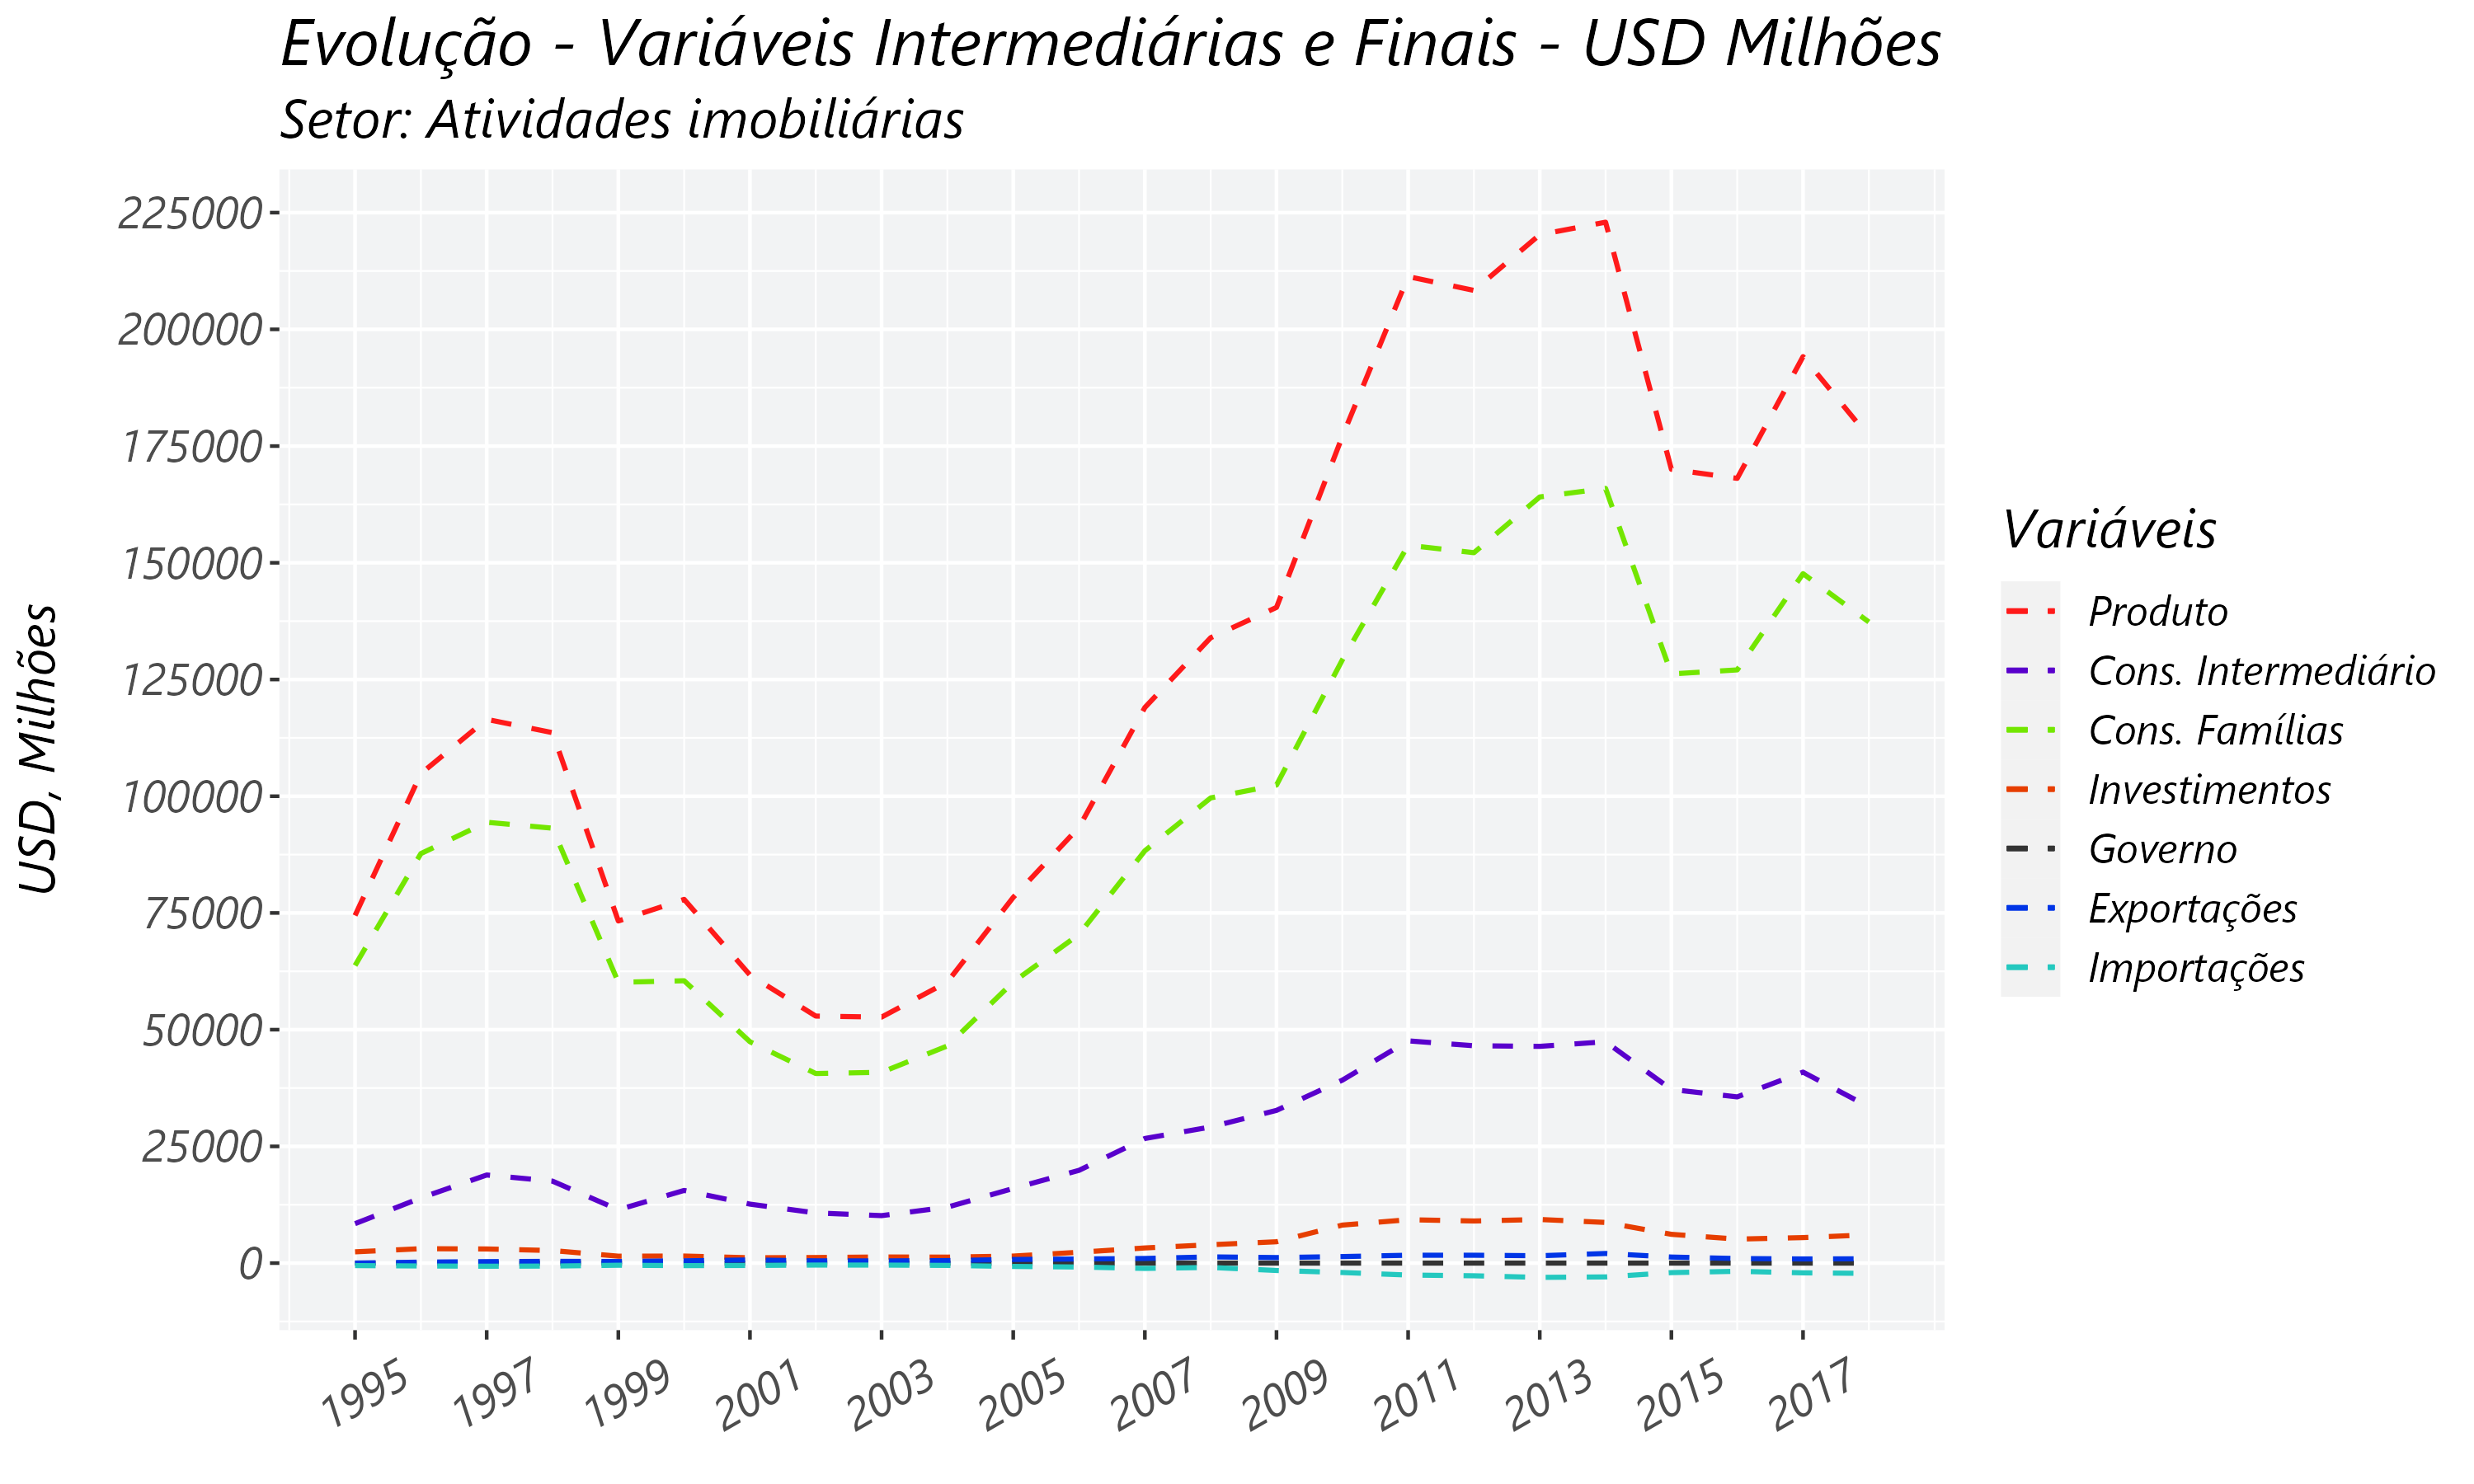 Evolução - Variáveis Intermediárias e Finais - USD Milhões
Setor: Atividades imobiliárias
225000
200000
175000
150000
125000
100000
75000
50000
25000
0
USD, Milhões
1995
1997
1999
2001
2003
2005
2007
2009
2011
2013
2015
2017
Variáveis
Produto
Cons. Intermediário
Cons. Famílias
Investimentos
Governo
Exportações
Importações